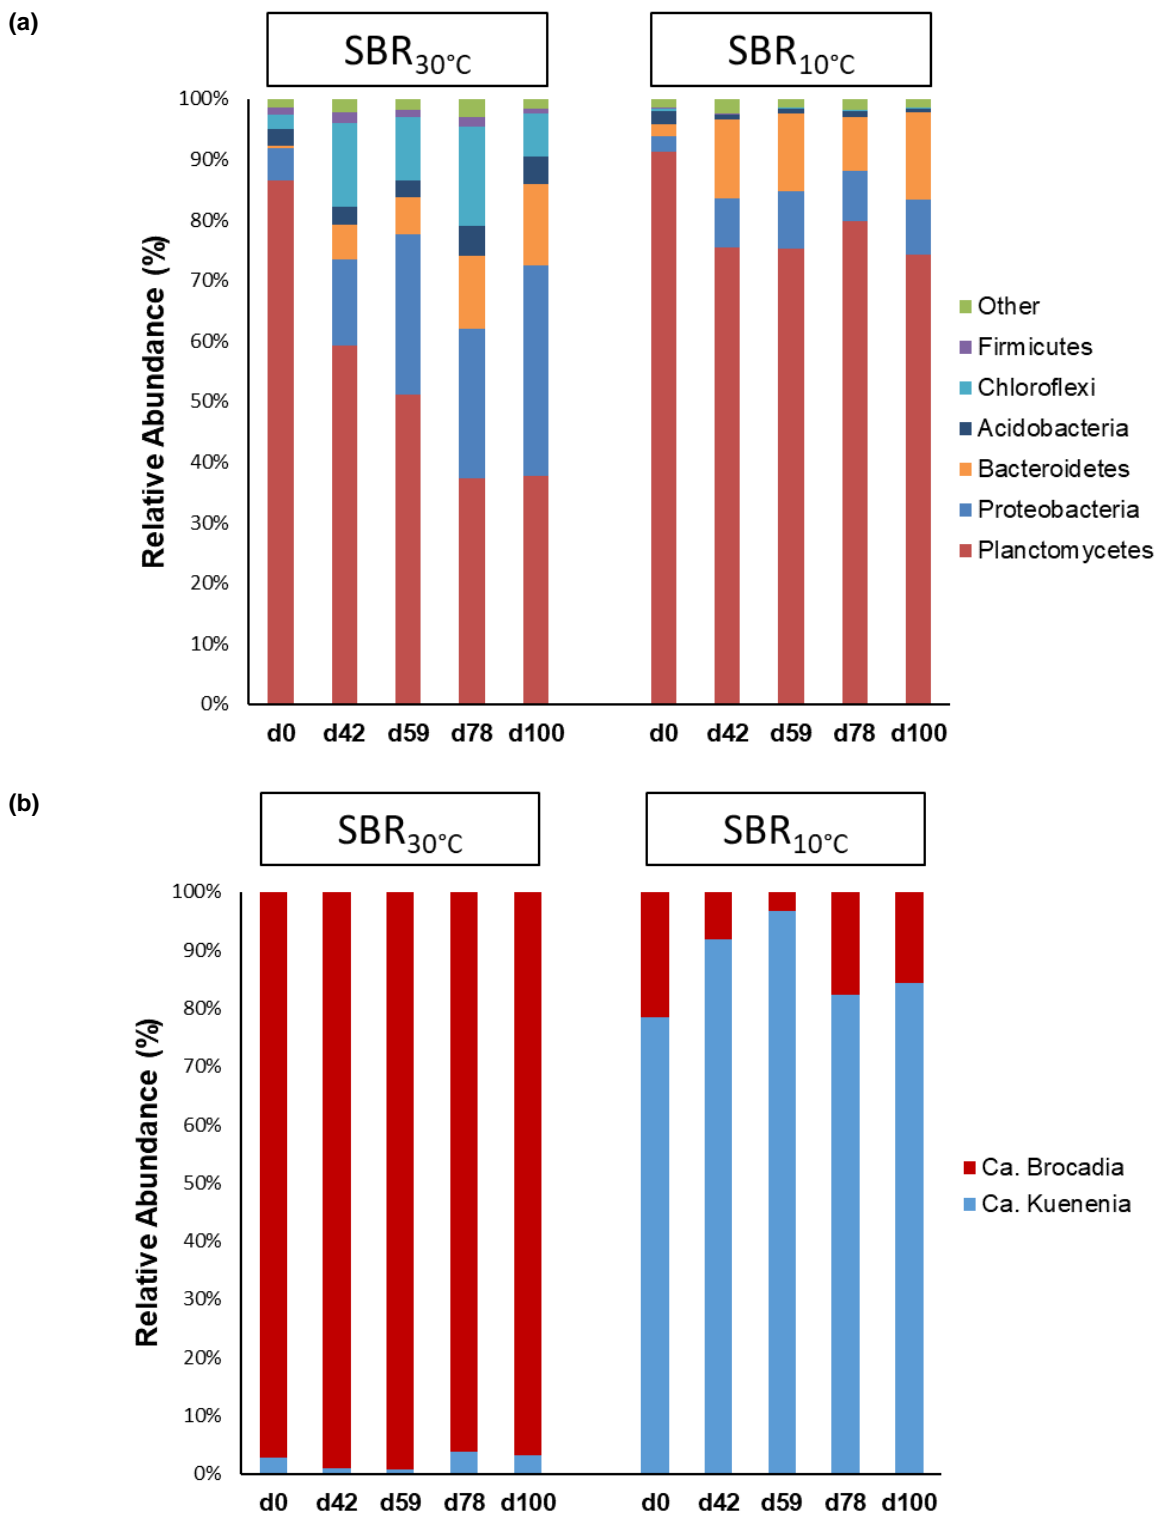 (a)
SBR30°C
SBR10°C
Relative Abundance (%)
100%
90%
80%
70%
60%
50%
40%
30%
20%
10%
0%
d0 d42 d59 d78 d100
d0 d42 d59 d78 d100
Other
Firmicutes
Chloroflexi
Acidobacteria
Bacteroidetes
Proteobacteria
Planctomycetes
(b)
SBR30°C
SBR10°C
Relative Abundance (%)
100%
90%
80%
70%
60%
50%
40%
30%
20%
10%
0%
d0 d42 d59 d78 d100
d0 d42 d59 d78 d100
Ca. Brocadia
Ca. Kuenenia